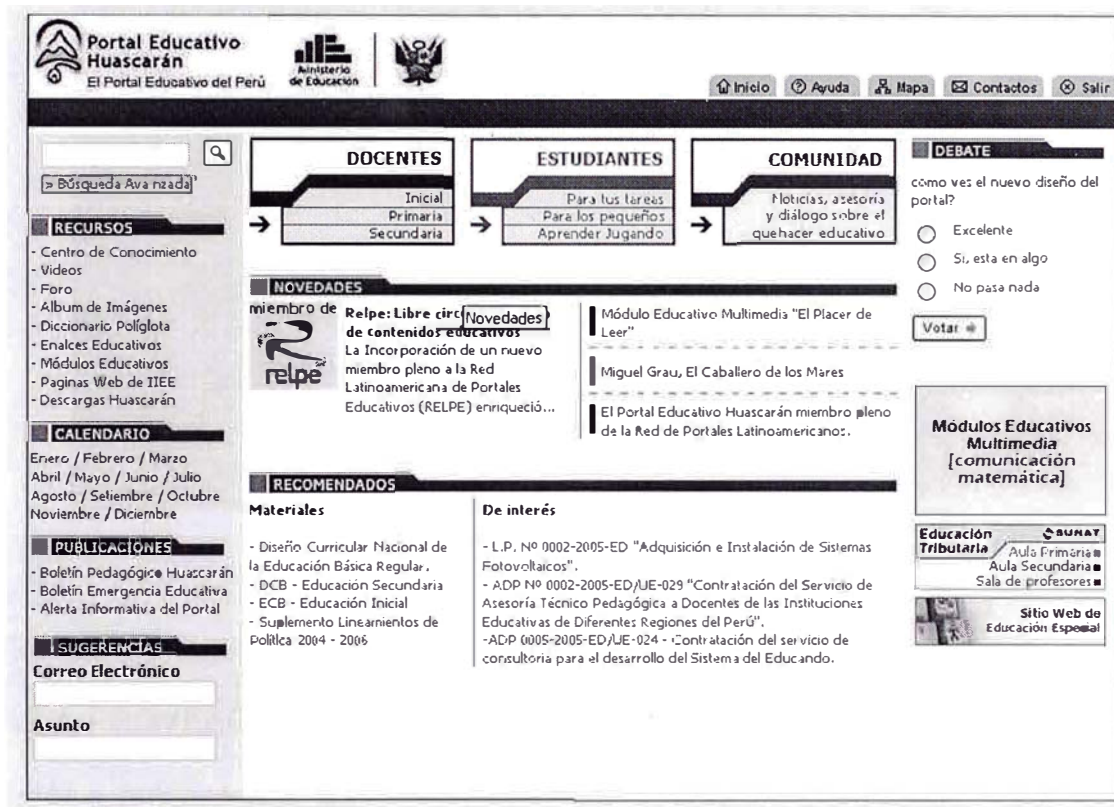 Portal Educativo
Huascarán
El Portal Educativo del Perú
Ministerio
de Educación
Inicio
Ayuda
Mapa
Contactos
Salir
» Búsqueda Avanzada
RECURSOS
- Centro de Conocimiento
- Videos
- Foro
- Album de Imágenes
- Diccionario Políglota
- Enalces Educativos
- Módulos Educativos
- Paginas Web de IIEE
- Descargas Huascarán
CALENDARIO
Enero / Febrero / Marzo
Abril / Mayo / Junio / Julio
Agosto / Setiembre / Octubre
Noviembre / Diciembre
PUBLICACIONES
- Boletín Pedagógico Huascarán
- Boletín Emergencia Educativa
- Alerta Informativa del Portal
SUGERENCIAS
Correo Electrónico
Asunto
DOCENTES
Inicial
Primaria
Secundaria
ESTUDIANTES
Para tus tareas
Para los pequeños
Aprender Jugando
COMUNIDAD
Noticias, asesoría
y diálogo sobre el
quehacer educativo
NOVEDADES
miembro de
relpe
Relpe: Libre circ
Novedades
de contenidos educativos
La Incorporación de un nuevo
miembro pleno a la Red
Latinoamericana de Portales
Educativos (RELPE) enriqueció...
Módulo Educativo Multimedia "El Placer de
Leer"
Miguel Grau, El Caballero de los Mares
El Portal Educativo Huascarán miembro pleno
de la Red de Portales Latinoamericanos.
RECOMENDADOS
Materiales
- Diseño Curricular Nacional de
la Educación Básica Regular.
- DCB - Educación Secundaria
- ECB - Educación Inicial
- Suplemento Lineamientos de
Política 2004 - 2006
De interés
- L.P. Nº 0002-2005-ED "Adquisición e Instalación de Sistemas
Fotovoltaicos".
- ADP Nº 0002-2005-ED/UE-029 "Contratación del Servicio de
Asesoría Técnico Pedagógica a Docentes de las Instituciones
Educativas de Diferentes Regiones del Perú".
-ADP 0005-2005-ED/UE-024 - Contratación del servicio de
consultoria para el desarrollo del Sistema del Educando.
DEBATE
como ves el nuevo diseño del
portal?
Excelente
Si, esta en algo
No pasa nada
Votar
Módulos Educativos
Multimedia
[comunicación
matemática]
Educación
Tributaria
SUNAT
Aula Primaria
Aula Secundaria
Sala de profesores
Sitio Web de
Educación Especial